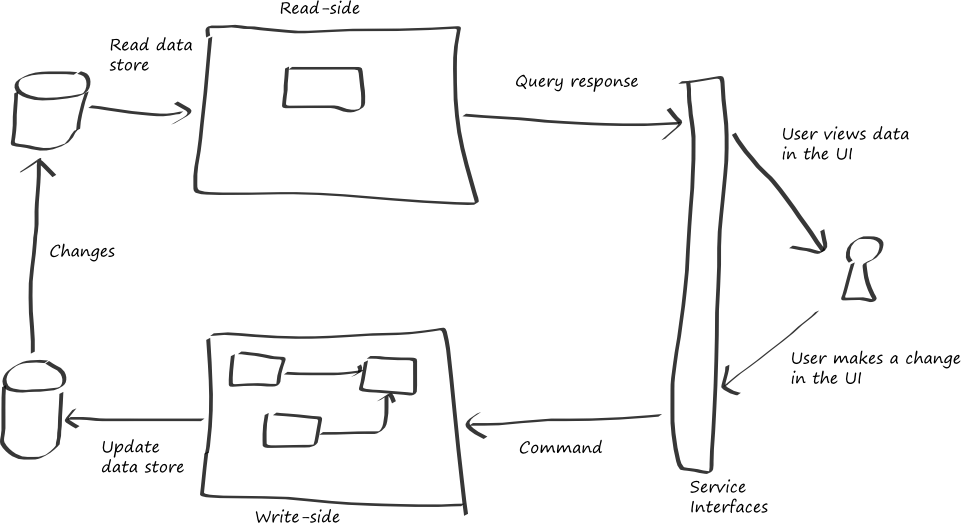 Read-side
Read data
store
Query response
User views data
in the UI
Changes
User makes a change
in the UI
Update
data store
Command
Service
Interfaces
Write-side